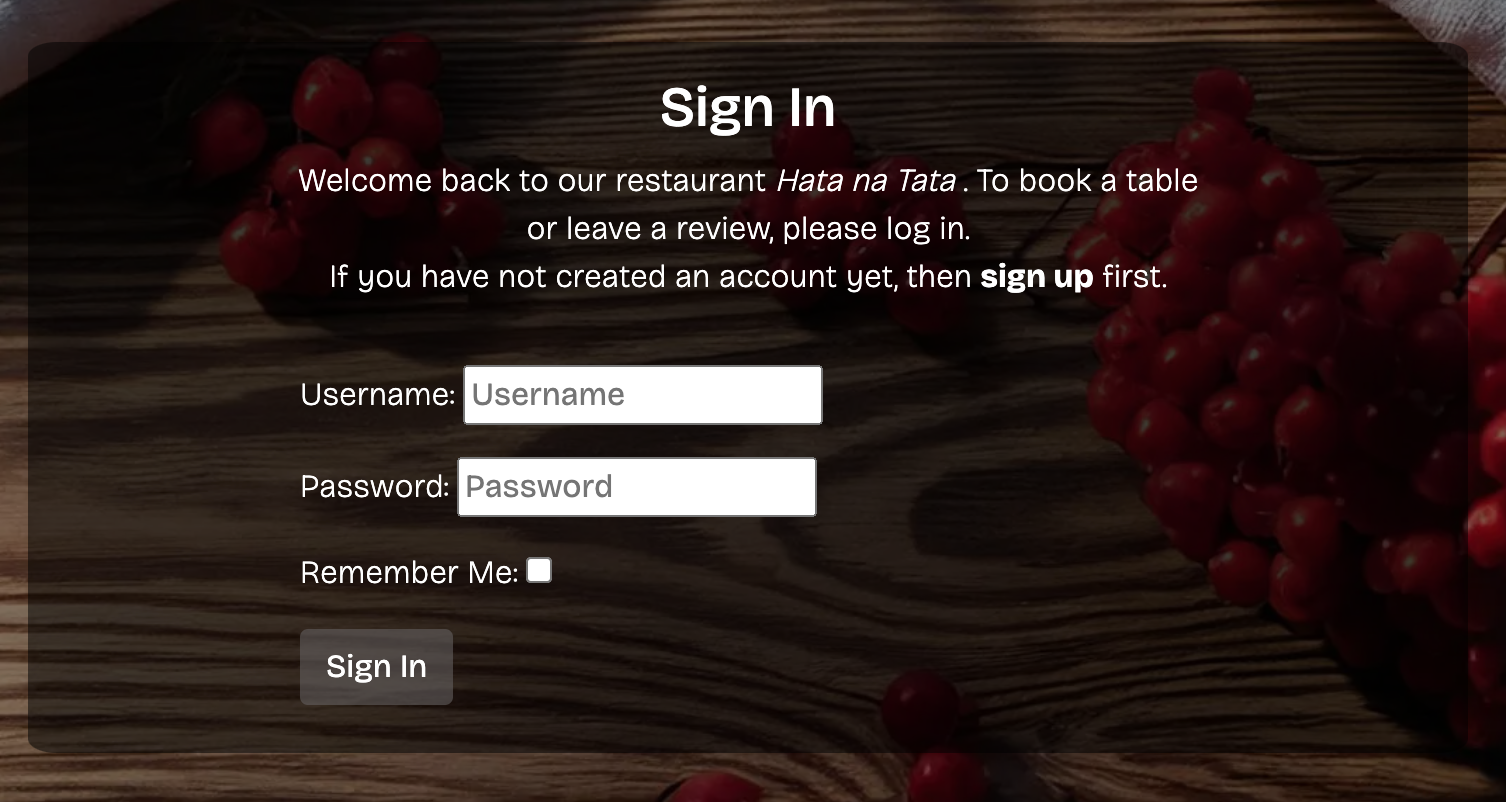 Sign In
Welcome back to our restaurant Hata na Tata . To book a table
or leave a review, please log in.
If you have not created an account yet, then sign up first.
Username: Username
Password: Password
Remember Me:
Sign In